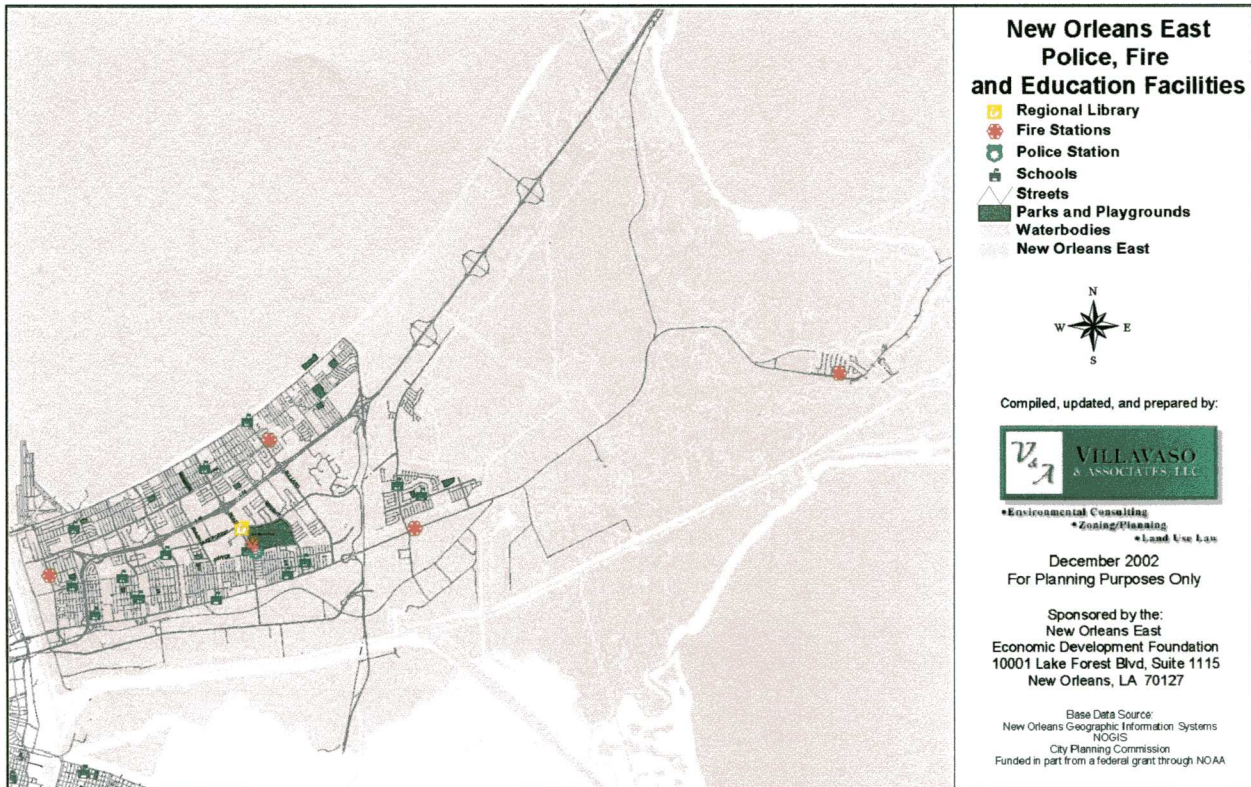 New Orleans East
Police, Fire
and Education Facilities
Regional Library
Fire Stations
Police Station
Schools
Streets
Parks and Playgrounds
Waterbodies
New Orleans East
N
W E
S
Compiled, updated, and prepared by:
V&A
VILLAVASO
& ASSOCIATES, LLC
•Environmental Consulting
•Zoning/Planning
•Land Use Law
December 2002
For Planning Purposes Only
Sponsored by the:
New Orleans East
Economic Development Foundation
10001 Lake Forest Blvd, Suite 1115
New Orleans, LA 70127
Base Data Source:
New Orleans Geographic Information Systems
NOGIS
City Planning Commission
Funded in part from a federal grant through NOAA